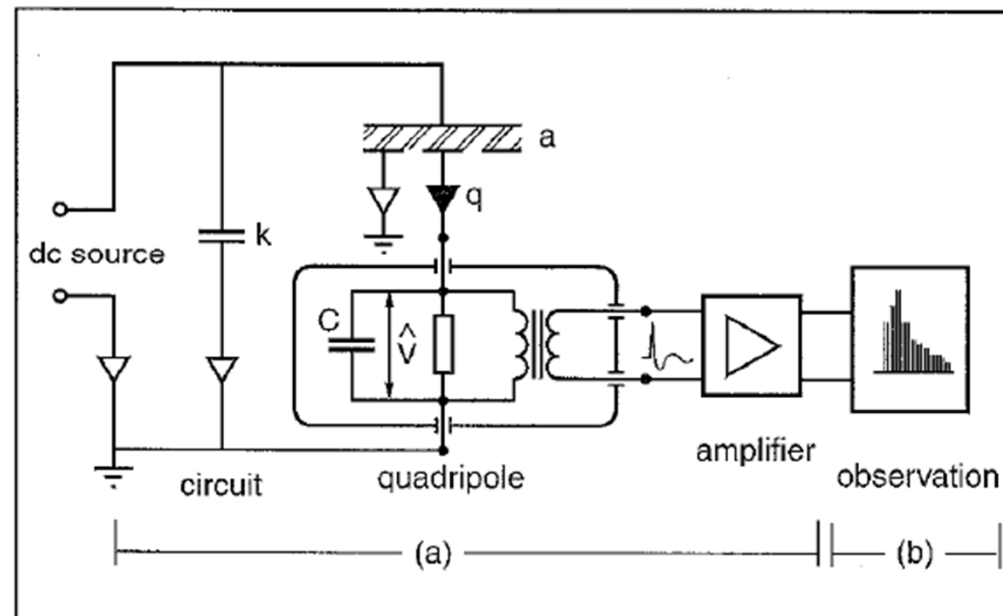 a
q
k
dc source
C
V̂
amplifier
circuit
quadripole
observation
(a)
(b)